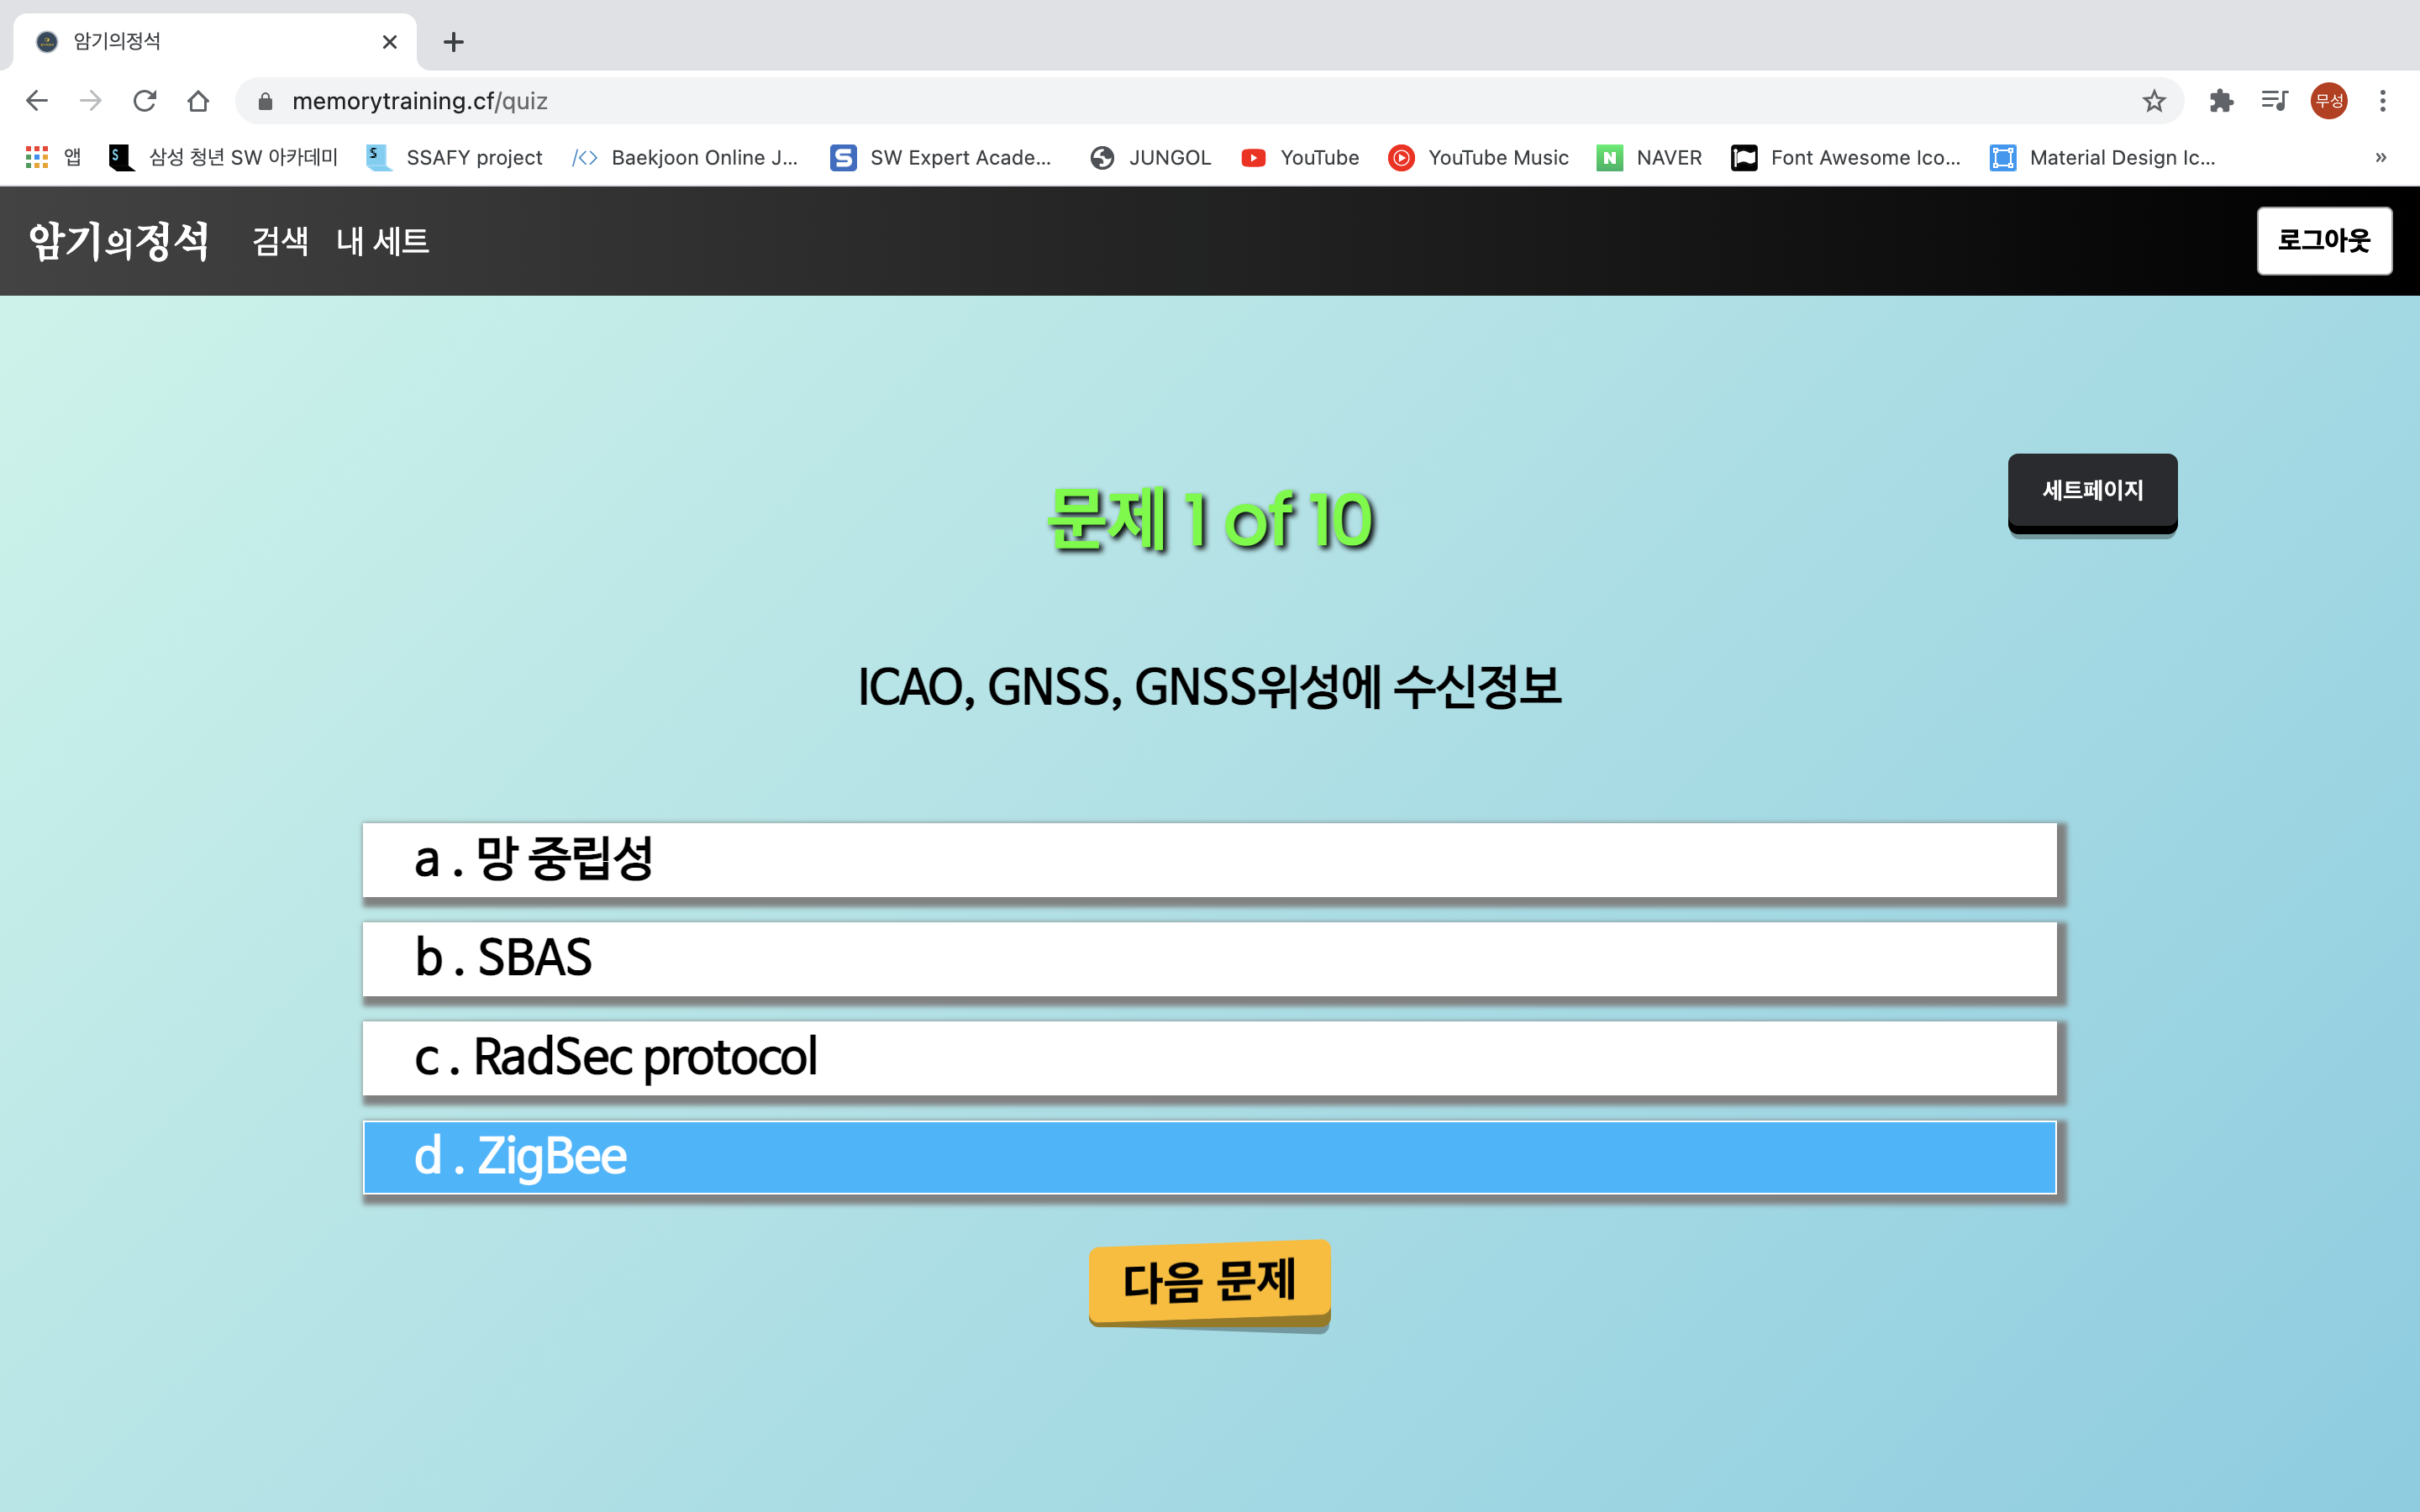 암기의정석
memorytraining.cf/quiz
무성
앱
삼성 청년 SW 아카데미
SSAFY project
Baekjoon Online J...
SW Expert Acade...
JUNGOL
YouTube
YouTube Music
NAVER
Font Awesome Ico...
Material Design Ic...
»
암기의정석 검색 내 세트 로그아웃
세트페이지
문제 1 of 10
ICAO, GNSS, GNSS위성에 수신정보
a . 망 중립성
b . SBAS
c . RadSec protocol
d . ZigBee
다음 문제